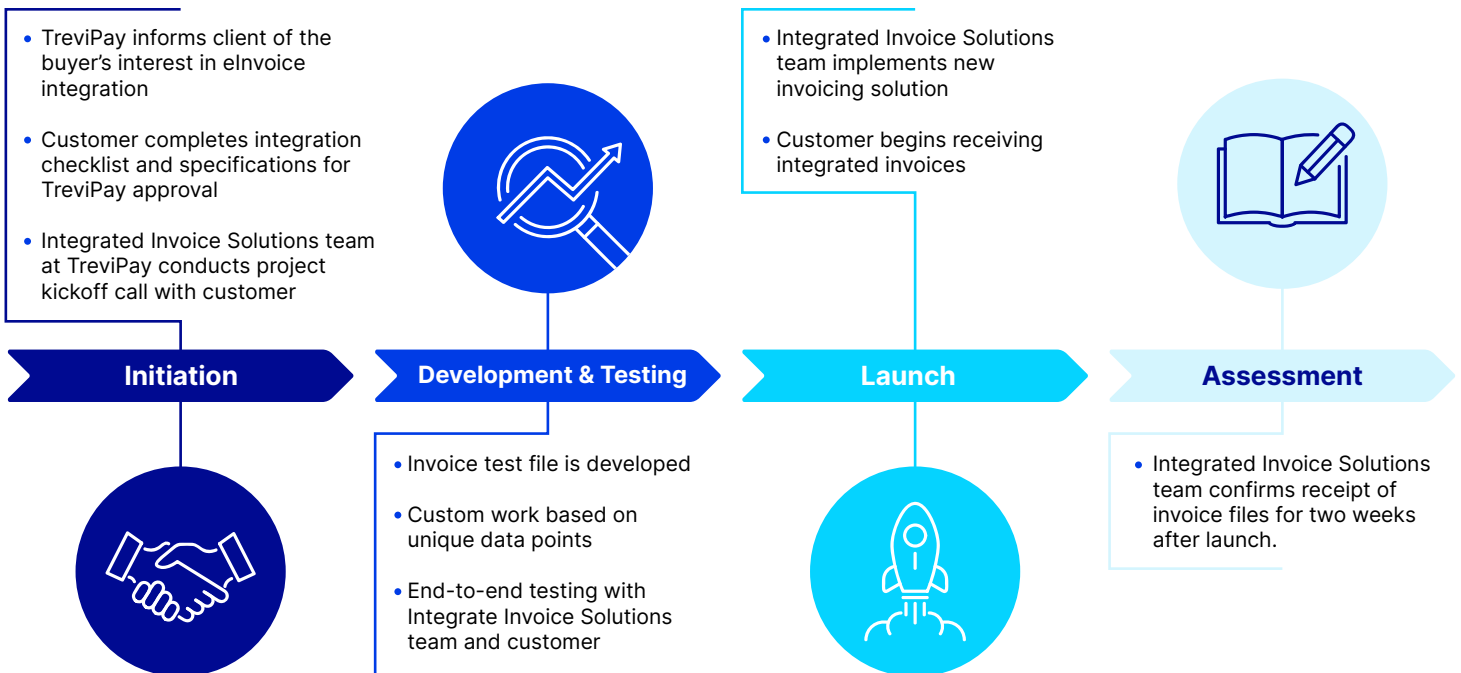 • TreviPay informs client of the
buyer’s interest in eInvoice
integration
• Customer completes integration
checklist and specifications for
TreviPay approval
• Integrated Invoice Solutions team
at TreviPay conducts project
kickoff call with customer
Initiation
Development & Testing
• Invoice test file is developed
• Custom work based on
unique data points
• End-to-end testing with
Integrate Invoice Solutions
team and customer
• Integrated Invoice Solutions
team implements new
invoicing solution
• Customer begins receiving
integrated invoices
Launch
Assessment
• Integrated Invoice Solutions
team confirms receipt of
invoice files for two weeks
after launch.